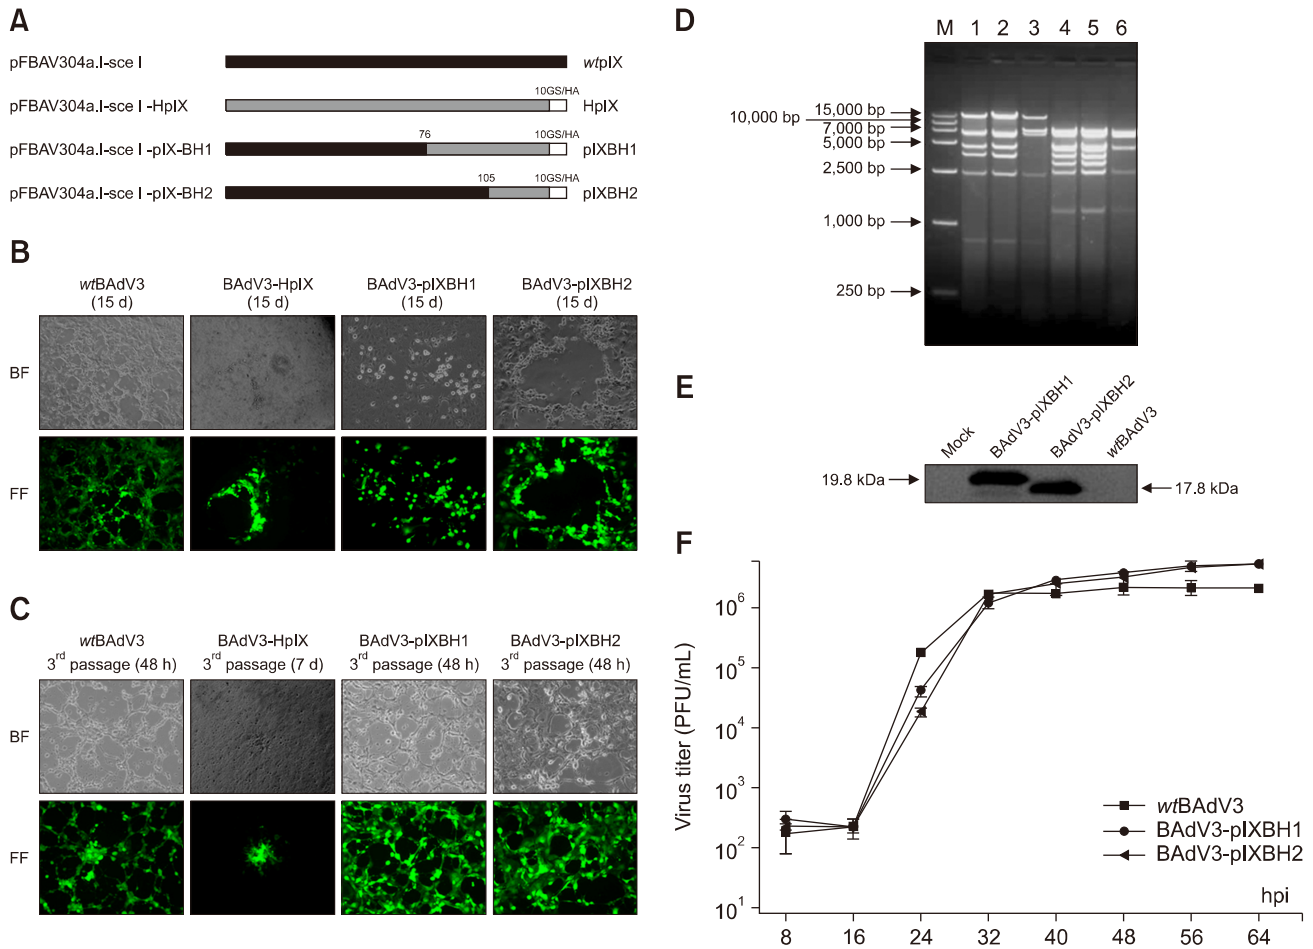 A
pFBAV304a.I-sce I
wtpIX
10GS/HA
pFBAV304a.I-sce I -HpIX
HpIX
76
10GS/HA
pFBAV304a.I-sce I -pIX-BH1
pIXBH1
105
10GS/HA
pFBAV304a.I-sce I -pIX-BH2
pIXBH2
B
wtBAdV3 BAdV3-HpIX BAdV3-pIXBH1 BAdV3-pIXBH2
(15 d) (15 d) (15 d) (15 d)
BF
FF
C
wtBAdV3 BAdV3-HpIX BAdV3-pIXBH1 BAdV3-pIXBH2
3rd passage (48 h) 3rd passage (7 d) 3rd passage (48 h) 3rd passage (48 h)
BF
FF
D
M 1 2 3 4 5 6
15,000 bp
10,000 bp
7,000 bp
5,000 bp
2,500 bp
1,000 bp
250 bp
E
Mock BAdV3-pIXBH1 BAdV3-pIXBH2 wtBAdV3
19.8 kDa
17.8 kDa
F
Virus titer (PFU/mL)
10^6
10^5
10^4
10^3
10^2
10^1
wtBAdV3
BAdV3-pIXBH1
BAdV3-pIXBH2
hpi
8 16 24 32 40 48 56 64